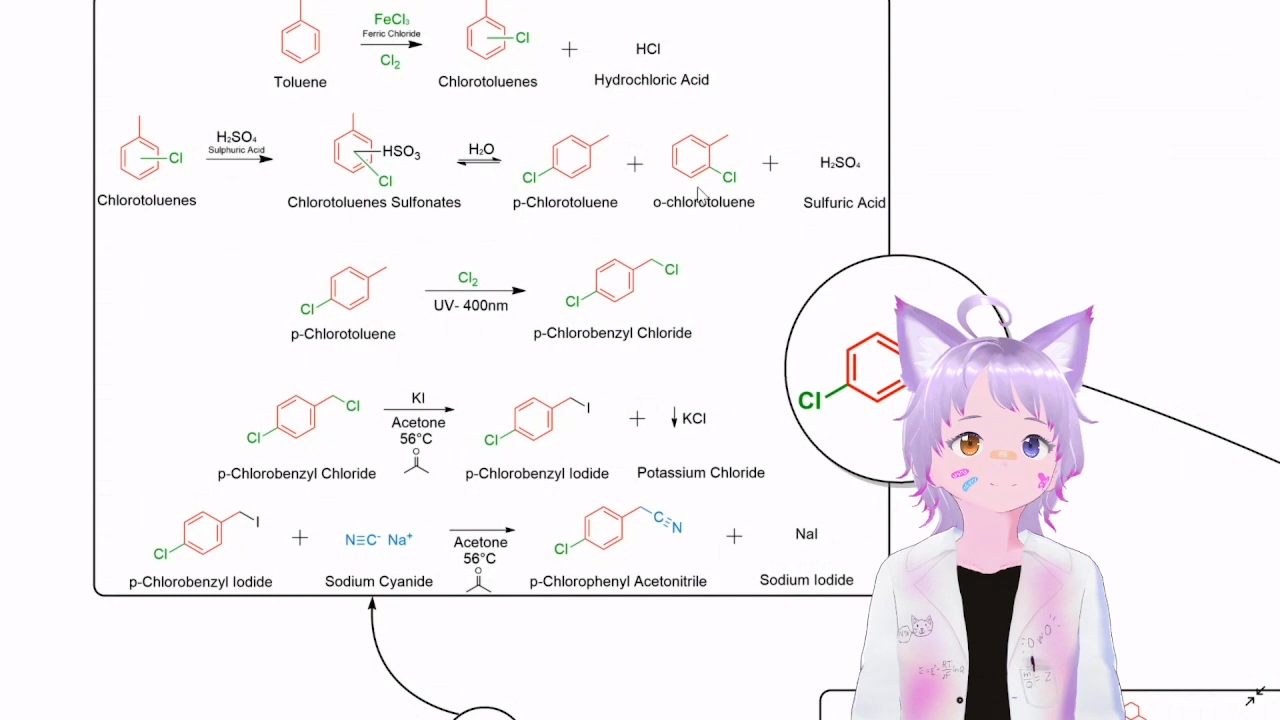 FeCl₃
Ferric Chloride
Cl₂
Cl
+
HCl
Toluene
Chlorotoluenes
Hydrochloric Acid
Cl
H₂SO₄
Sulphuric Acid
HSO₃
Cl
H₂O
Cl
+
Cl
+
H₂SO₄
Chlorotoluenes
Chlorotoluenes Sulfonates
p-Chlorotoluene
o-chlorotoluene
Sulfuric Acid
Cl
Cl₂
UV- 400nm
Cl
Cl
p-Chlorotoluene
p-Chlorobenzyl Chloride
Cl
Cl
Cl
KI
Acetone
56°C
Cl
I
+
↓ KCl
p-Chlorobenzyl Chloride
p-Chlorobenzyl Iodide
Potassium Chloride
Cl
I
+
N≡C⁻ Na⁺
Acetone
56°C
Cl
C≡N
+
NaI
p-Chlorobenzyl Iodide
Sodium Cyanide
p-Chlorophenyl Acetonitrile
Sodium Iodide